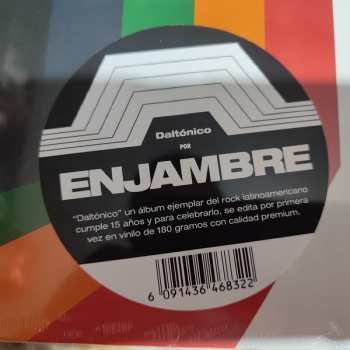 Daltónico
POR
ENJAMBRE
"Daltónico" un álbum ejemplar del rock latinoamericano
cumple 15 años y para celebrarlo, se edita por primera
vez en vinilo de 180 gramos con calidad premium.
6 091436 468322